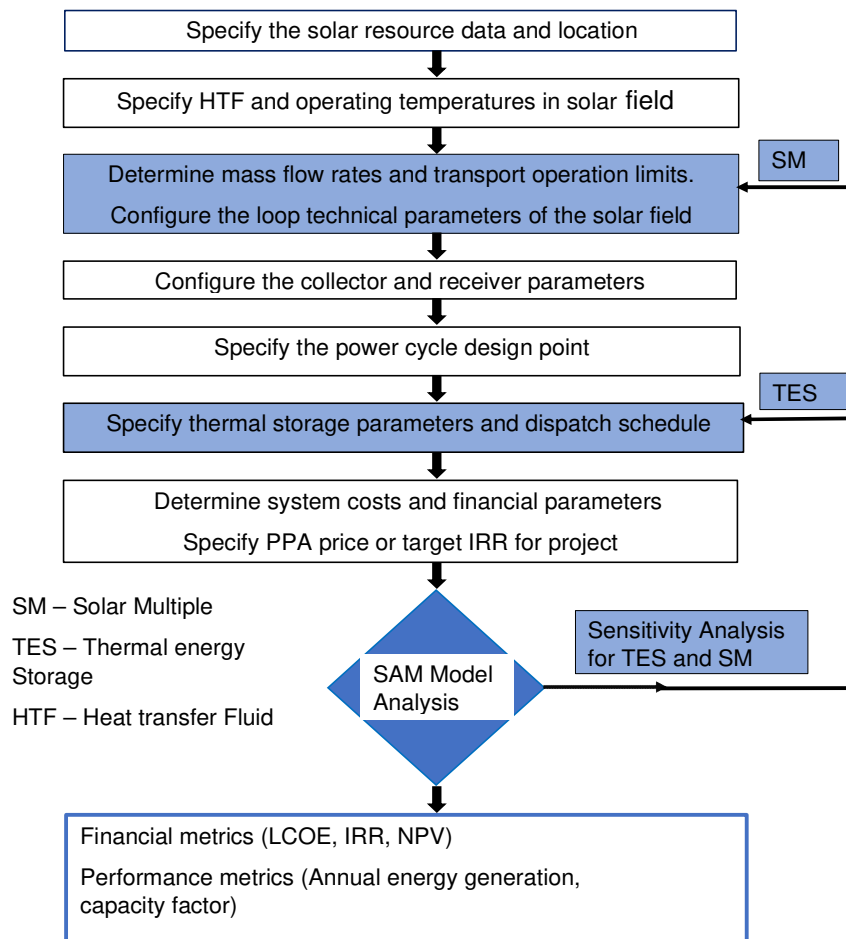 Specify the solar resource data and location
Specify HTF and operating temperatures in solar field
SM
Determine mass flow rates and transport operation limits.
Configure the loop technical parameters of the solar field
Configure the collector and receiver parameters
Specify the power cycle design point
TES
Specify thermal storage parameters and dispatch schedule
Determine system costs and financial parameters
Specify PPA price or target IRR for project
SM – Solar Multiple
TES – Thermal energy
Storage
HTF – Heat transfer Fluid
SAM Model
Analysis
Sensitivity Analysis
for TES and SM
Financial metrics (LCOE, IRR, NPV)
Performance metrics (Annual energy generation,
capacity factor)